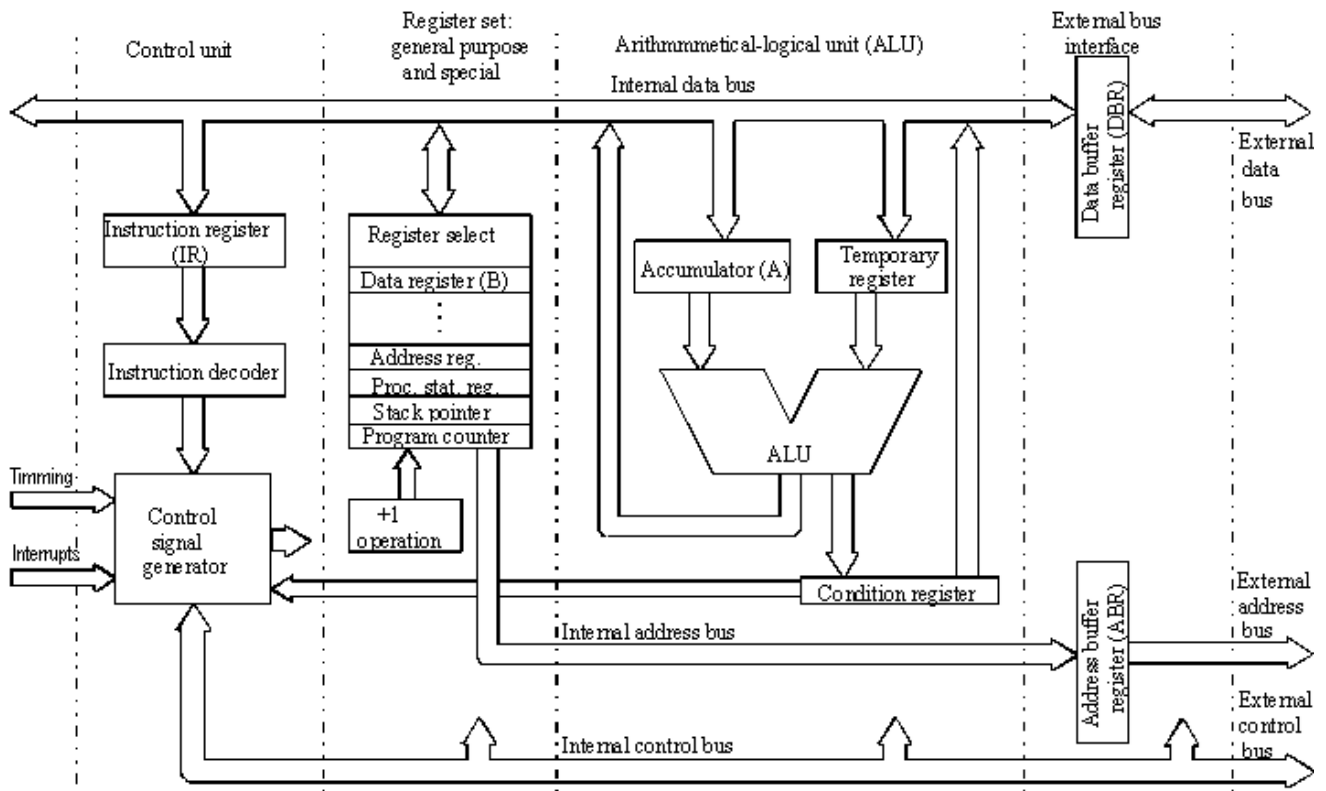 Control unit
Register set:
general purpose
and special
Arithmmmetical-logical unit (ALU)
External bus
interface
Internal data bus
Data buffer
register (DBR)
External
data
bus
Instruction register
(IR)
Register select
Data register (B)
Accumulator (A)
Temporary
register
Instruction decoder
Address reg.
Proc. stat. reg.
Stack pointer
Program counter
ALU
Timming
Control
signal
generator
Interrupts
+1
operation
Condition register
Internal address bus
Address buffer
register (ABR)
External
address
bus
Internal control bus
External
control
bus